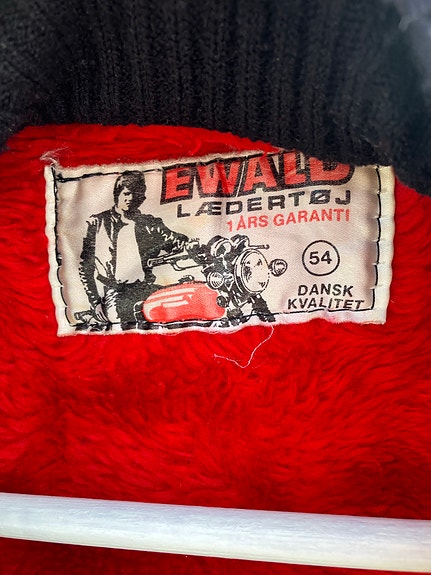 EWALD
LÆDERTØJ
1 ÅRS GARANTI
54
DANSK
KVALITET